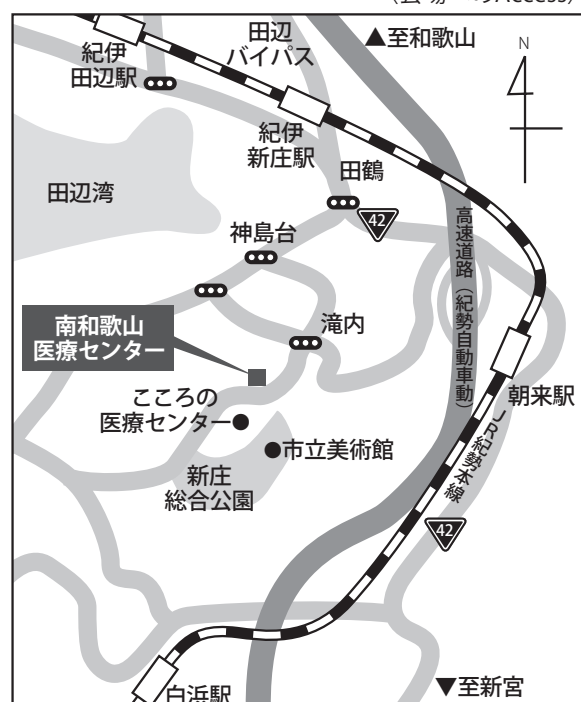 （会場へのAccess）
田辺
バイパス
▲至和歌山
N
紀伊
田辺駅
紀伊
新庄駅
田鶴
42
田辺湾
神島台
高速道路（紀勢自動車動）
南和歌山
医療センター
滝内
朝来駅
こころの
医療センター
市立美術館
JR紀勢本線
新庄
総合公園
42
白浜駅
▼至新宮